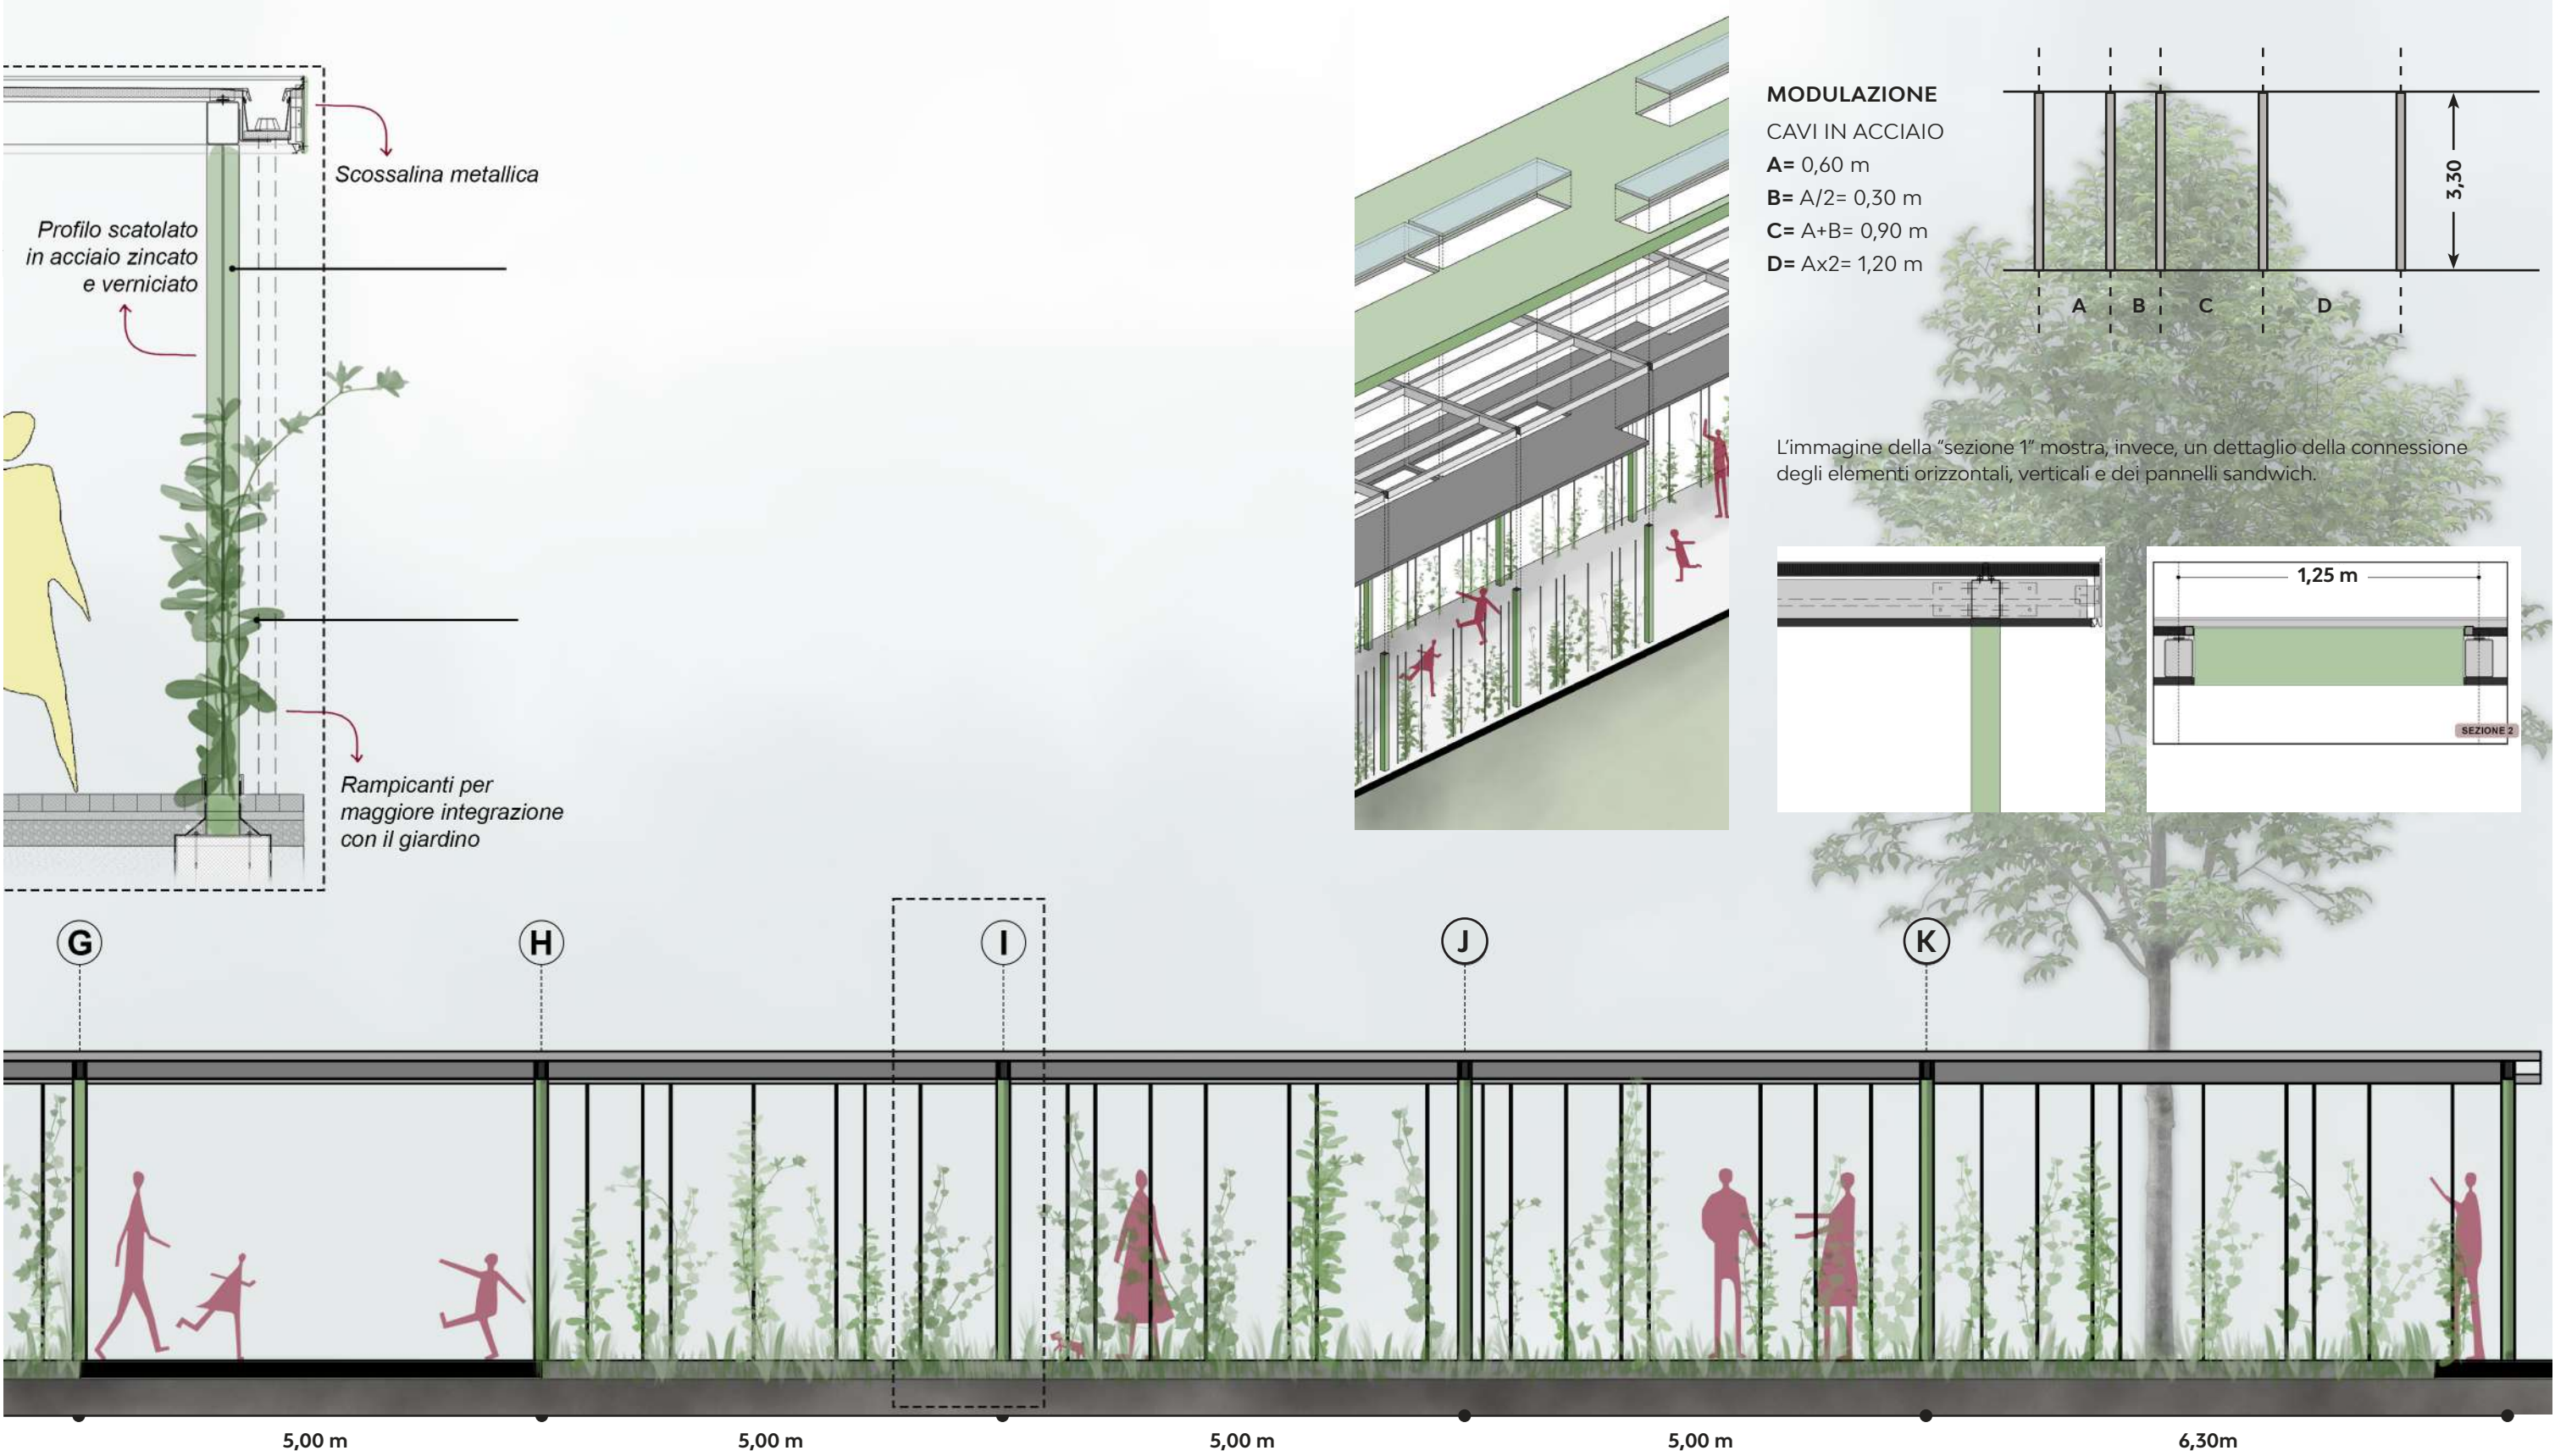 Scossalina metallica
Profilo scatolato
in acciaio zincato
e verniciato
Rampicanti per
maggiore integrazione
con il giardino
MODULAZIONE
CAVI IN ACCIAIO
A= 0,60 m
B= A/2= 0,30 m
C= A+B= 0,90 m
D= Ax2= 1,20 m
3,30
A B C D
L'immagine della "sezione 1" mostra, invece, un dettaglio della connessione
degli elementi orizzontali, verticali e dei pannelli sandwich.
1,25 m
SEZIONE 2
G H I J K
5,00 m 5,00 m 5,00 m 5,00 m 6,30m